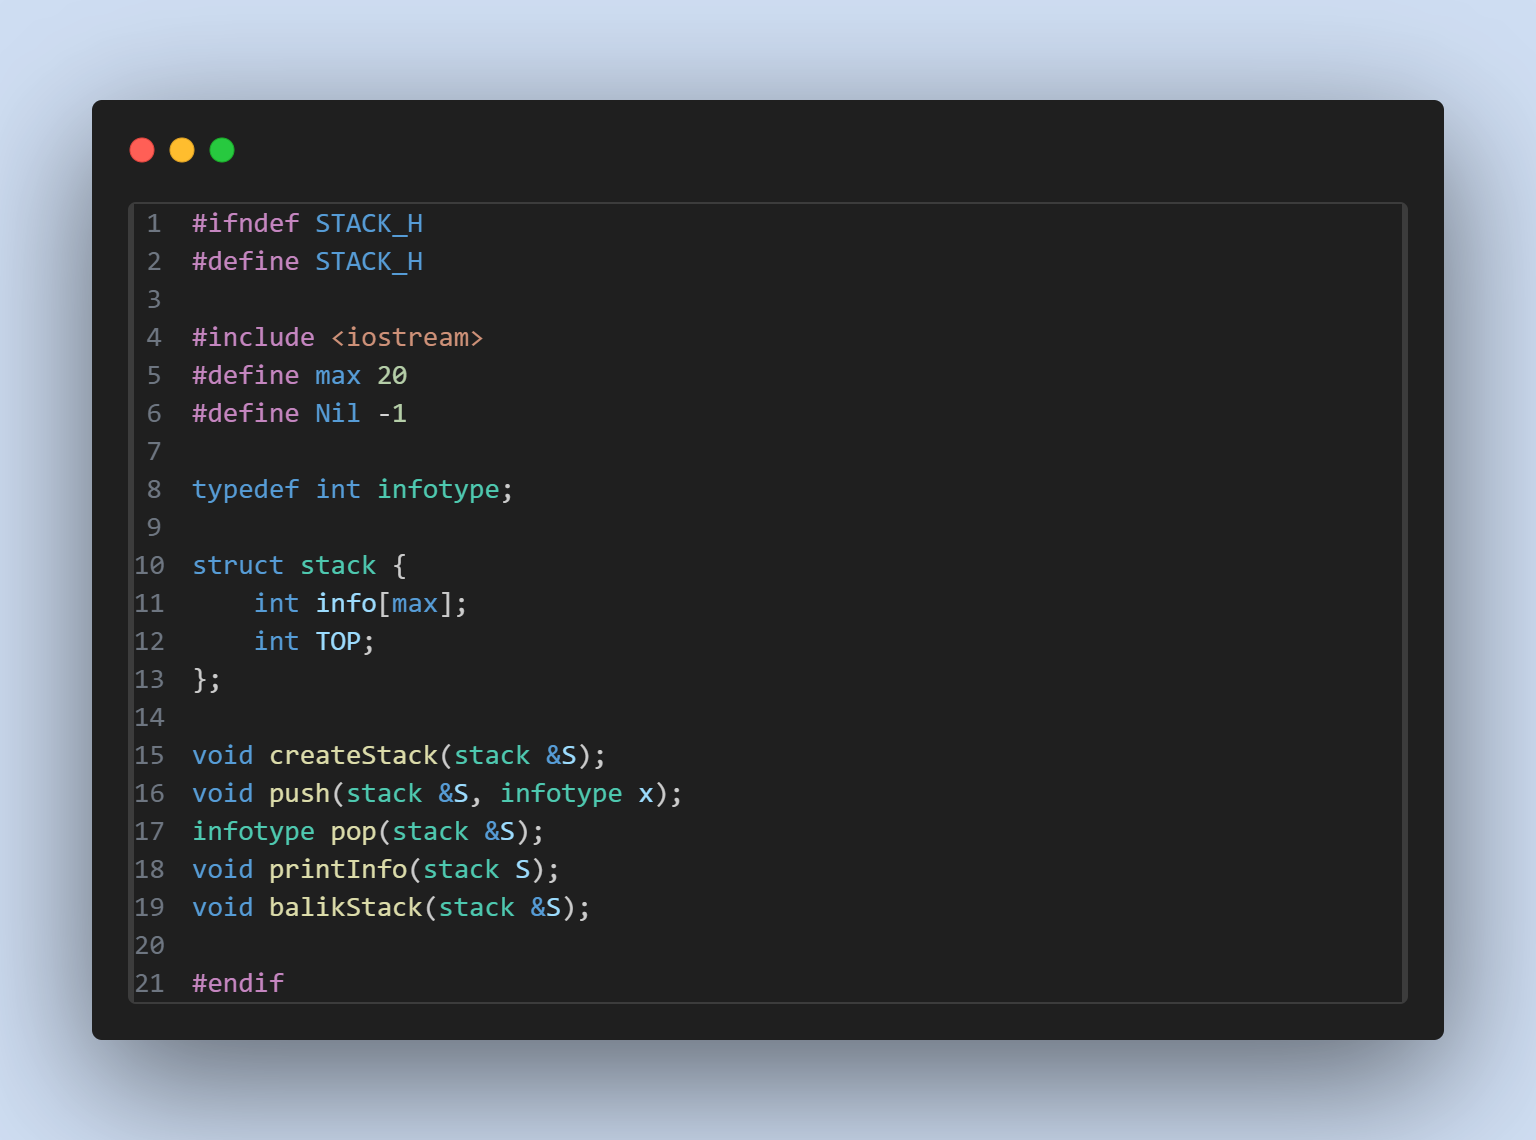 1 #ifndef STACK_H
2 #define STACK_H
3
4 #include <iostream>
5 #define max 20
6 #define Nil -1
7
8 typedef int infotype;
9
10 struct stack {
11     int info[max];
12     int TOP;
13 };
14
15 void createStack(stack &S);
16 void push(stack &S, infotype x);
17 infotype pop(stack &S);
18 void printInfo(stack S);
19 void balikStack(stack &S);
20
21 #endif